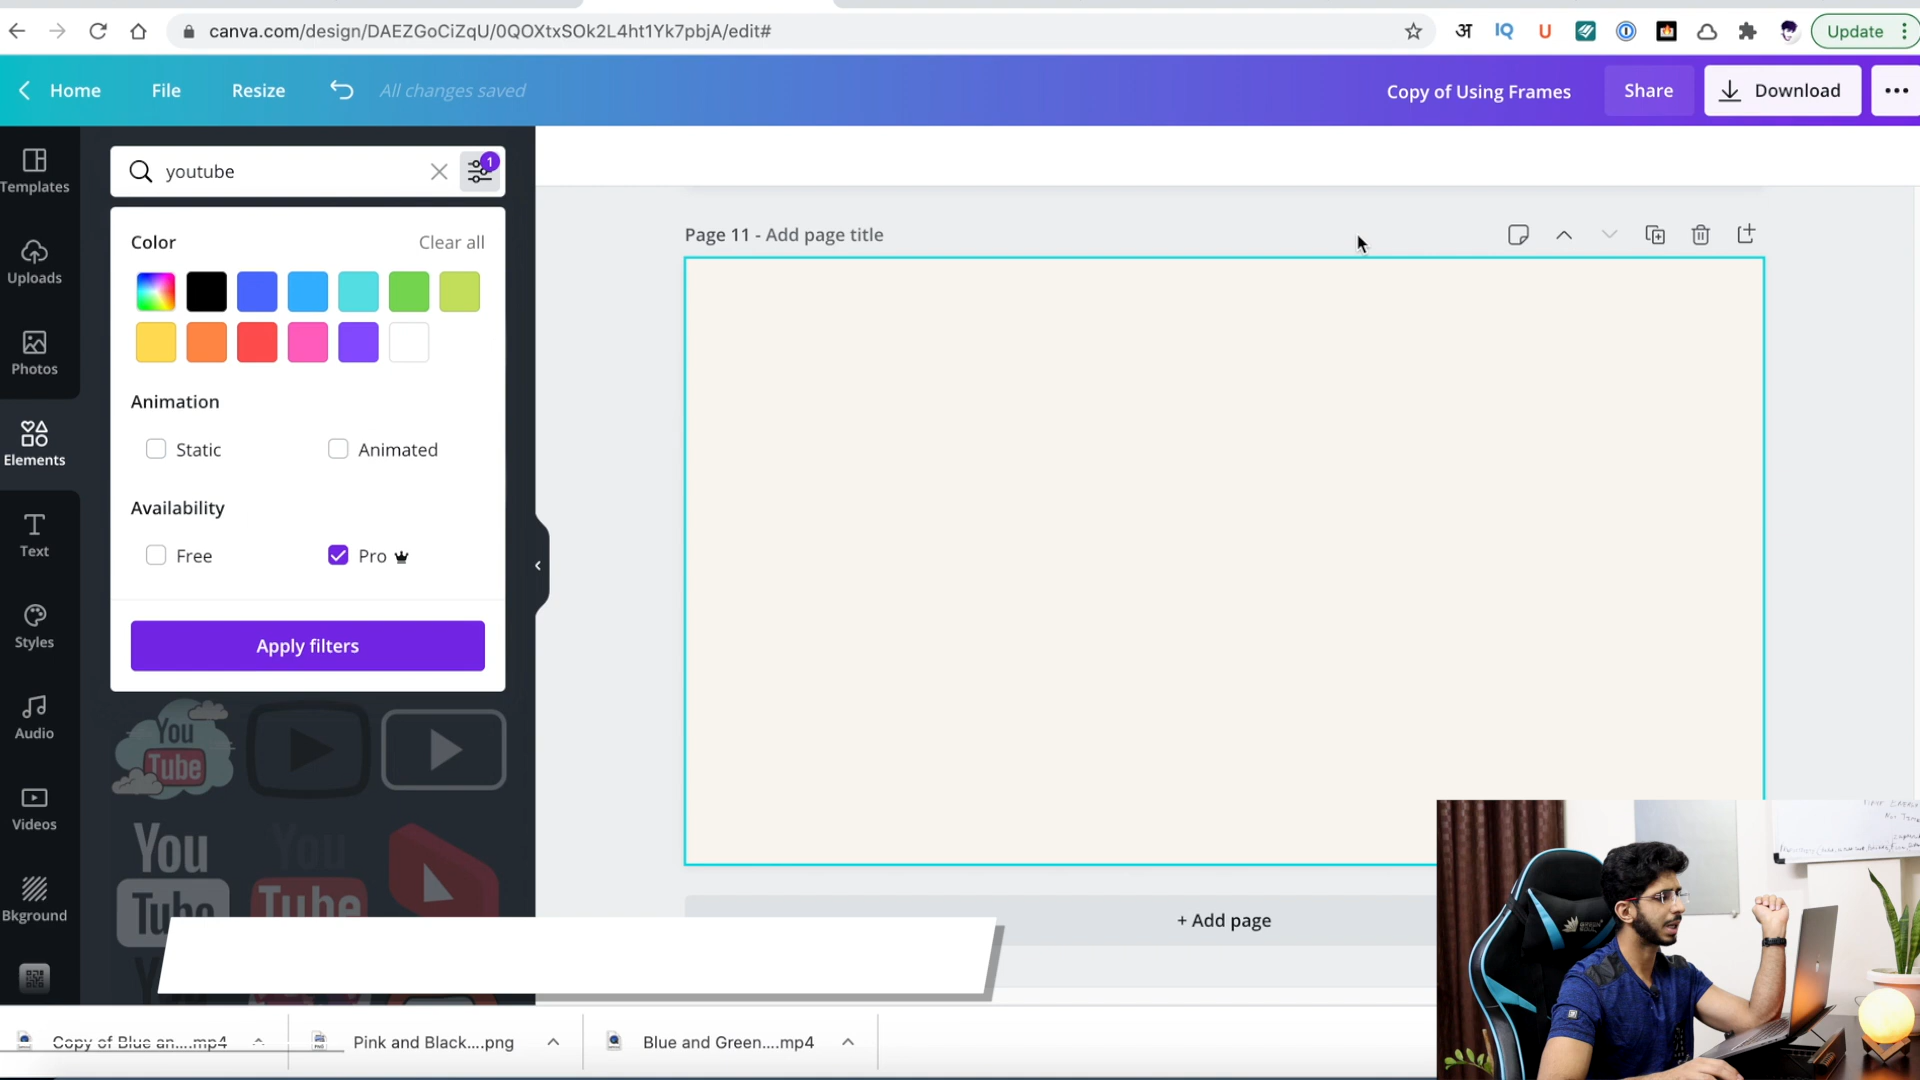 canva.com/design/DAEZGoCiZqU/0QOXtxSOk2L4ht1Yk7pbjA/edit#
अ
IQ
U
Update
Home
File
Resize
All changes saved
Copy of Using Frames
Share
Download
Templates
Uploads
Photos
Elements
Text
Styles
Audio
Videos
Bkground
youtube
1
Color
Clear all
Animation
Static
Animated
Availability
Free
Pro
Apply filters
You
Tube
You
Tube
You
Tube
Page 11 - Add page title
+ Add page
Copy of Blue an....mp4
Pink and Black....png
Blue and Green....mp4